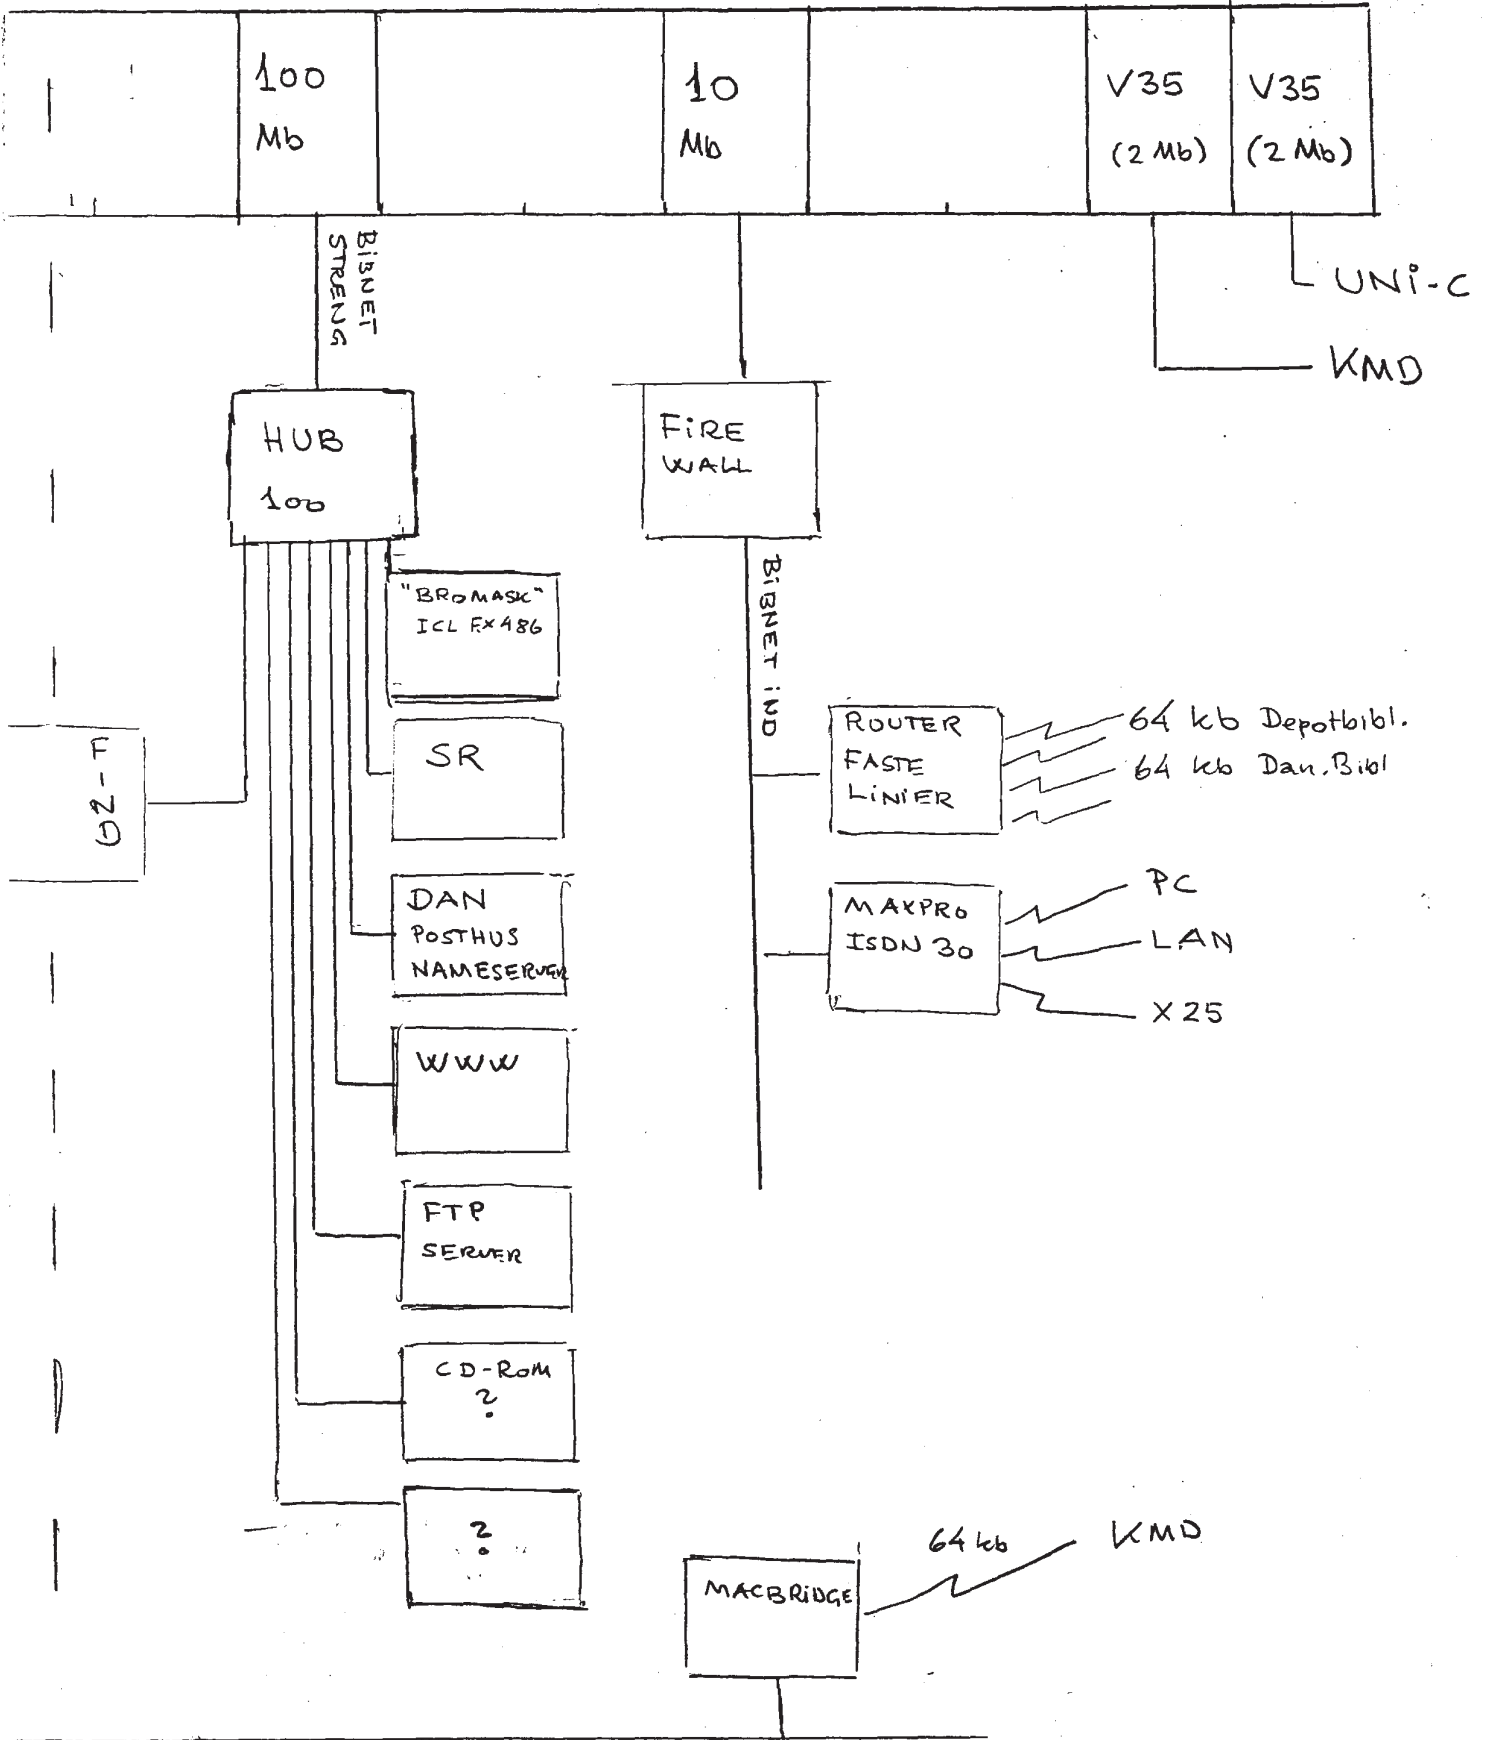 100
Mb
10
Mb
V35
(2 Mb)
V35
(2 Mb)
BIBNET
STRENG
UNI-C
KMD
HUB
100
FIRE
WALL
"BROMASK"
ICL FX486
BIBNET IND
SR
F-20
ROUTER
FASTE
LINIER
64 kb Depotbibl.
64 kb Dan.Bibl
DAN
POSTHUS
NAMESERVER
MAXPRO
ISDN 30
PC
LAN
X25
WWW
FTP
SERVER
CD-ROM
?
?
MACBRIDGE
64 kb
KMD